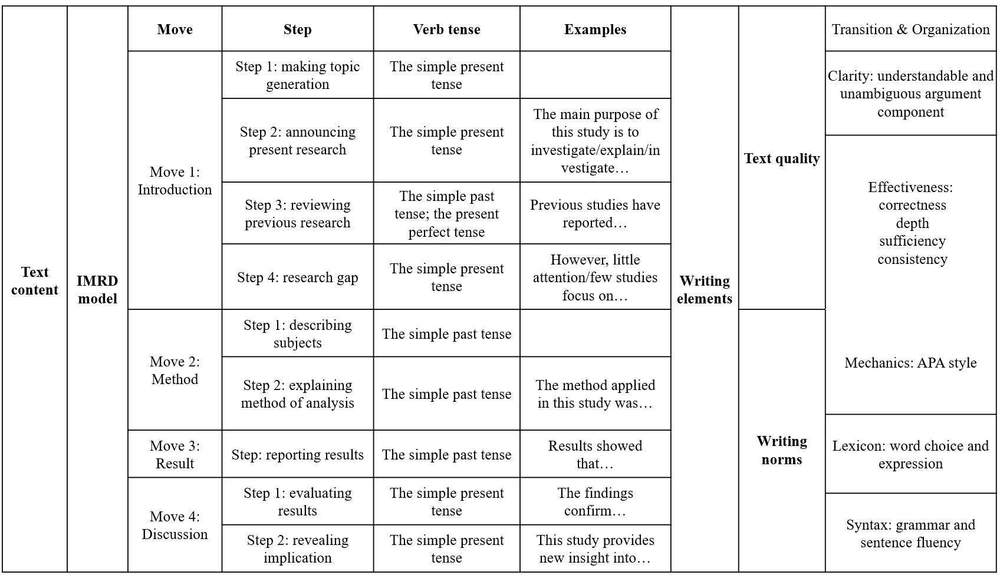 Move
Step
Verb tense
Examples
Transition & Organization
Text
content
IMRD
model
Move 1:
Introduction
Step 1: making topic
generation
The simple present
tense
Step 2: announcing
present research
The simple present
tense
The main purpose of
this study is to
investigate/explain/in
vestigate…
Step 3: reviewing
previous research
The simple past
tense; the present
perfect tense
Previous studies have
reported…
Step 4: research gap
The simple present
tense
However, little
attention/few studies
focus on…
Move 2:
Method
Step 1: describing
subjects
The simple past tense
Step 2: explaining
method of analysis
The simple past tense
The method applied
in this study was…
Move 3:
Result
Step: reporting results
The simple past tense
Results showed
that…
Move 4:
Discussion
Step 1: evaluating
results
The simple present
tense
The findings
confirm…
Step 2: revealing
implication
The simple present
tense
This study provides
new insight into…
Writing
elements
Text quality
Clarity: understandable and
unambiguous argument
component
Effectiveness:
correctness
depth
sufficiency
consistency
Writing
norms
Mechanics: APA style
Lexicon: word choice and
expression
Syntax: grammar and
sentence fluency